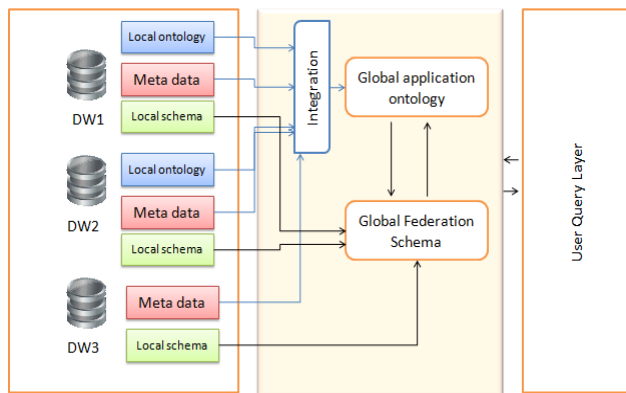 Local ontology
Meta data
Local schema
DW1
Local ontology
Meta data
Local schema
DW2
Meta data
Local schema
DW3
Integration
Global application
ontology
Global Federation
Schema
User Query Layer